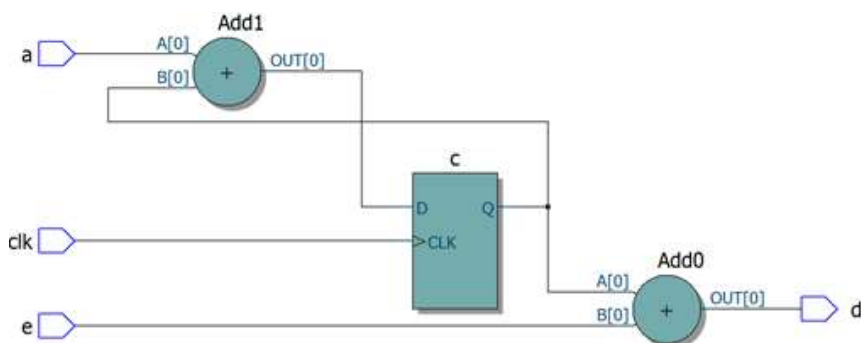 Add1
a
A[0]
B[0]
+
OUT[0]
c
D
Q
clk
CLK
Add0
A[0]
B[0]
+
OUT[0]
d
e